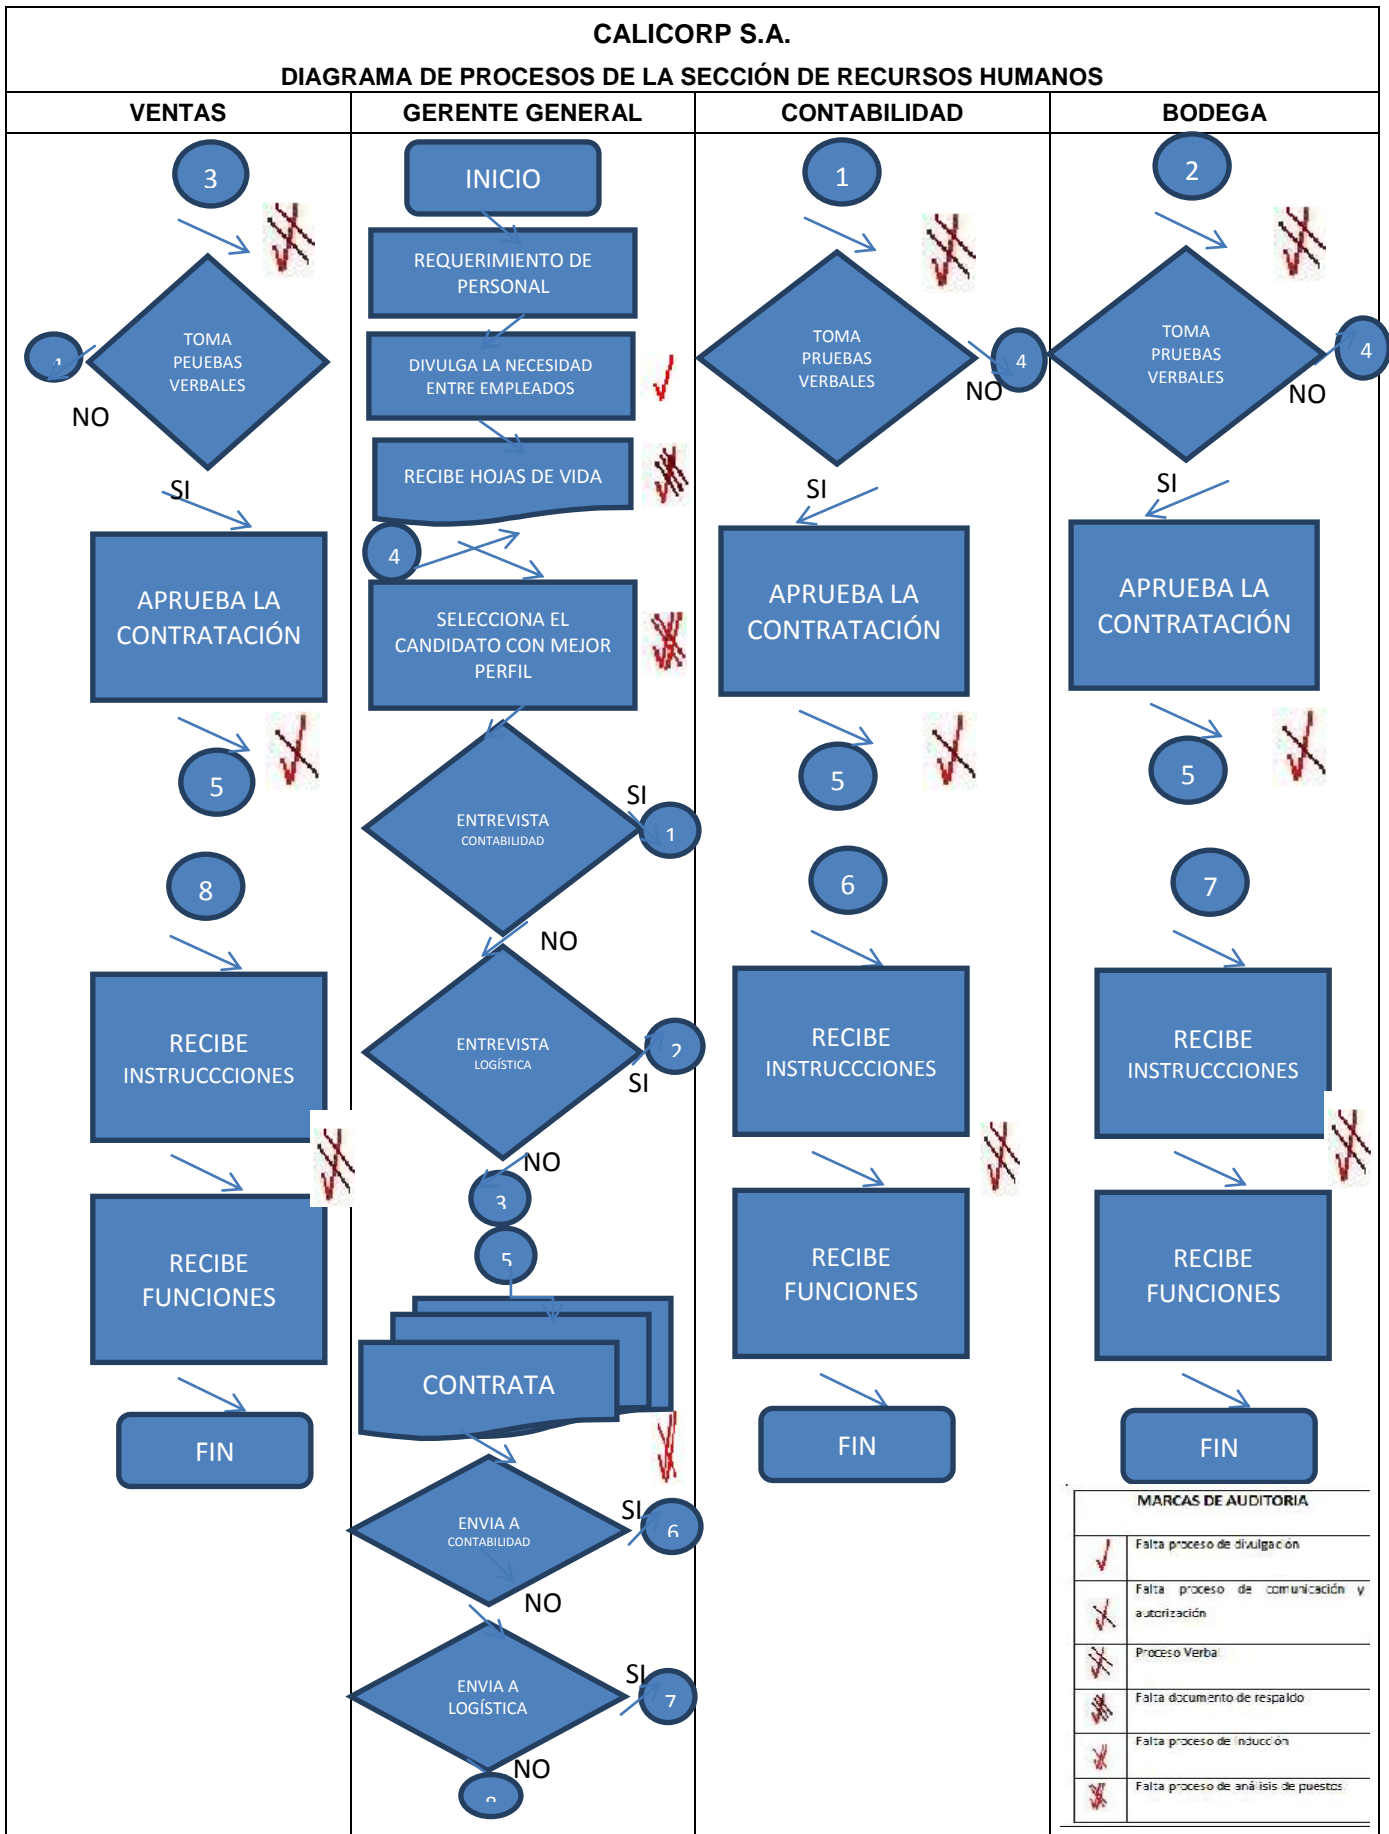 CALICORP S.A.
DIAGRAMA DE PROCESOS DE LA SECCIÓN DE RECURSOS HUMANOS
VENTAS
GERENTE GENERAL
CONTABILIDAD
BODEGA
3
TOMA
PEUEBAS
VERBALES
NO
SI
APRUEBA LA
CONTRATACIÓN
5
8
RECIBE
INSTRUCCCIONES
RECIBE
FUNCIONES
FIN
INICIO
REQUERIMIENTO DE
PERSONAL
DIVULGA LA NECESIDAD
ENTRE EMPLEADOS
RECIBE HOJAS DE VIDA
4
SELECCIONA EL
CANDIDATO CON MEJOR
PERFIL
ENTREVISTA
CONTABILIDAD
SI
1
NO
ENTREVISTA
LOGÍSTICA
2
SI
NO
3
5
CONTRATA
ENVIA A
CONTABILIDAD
SI
6
NO
ENVIA A
LOGÍSTICA
SI
7
NO
1
TOMA
PRUEBAS
VERBALES
4
NO
SI
APRUEBA LA
CONTRATACIÓN
5
6
RECIBE
INSTRUCCCIONES
RECIBE
FUNCIONES
FIN
2
TOMA
PRUEBAS
VERBALES
4
NO
SI
APRUEBA LA
CONTRATACIÓN
5
7
RECIBE
INSTRUCCCIONES
RECIBE
FUNCIONES
FIN
MARCAS DE AUDITORIA
Falta proceso de divulgación
Falta proceso de comunicación y
autorización
Proceso Verbal
Falta documento de respaldo
Falta proceso de inducción
Falta proceso de análisis de puestos